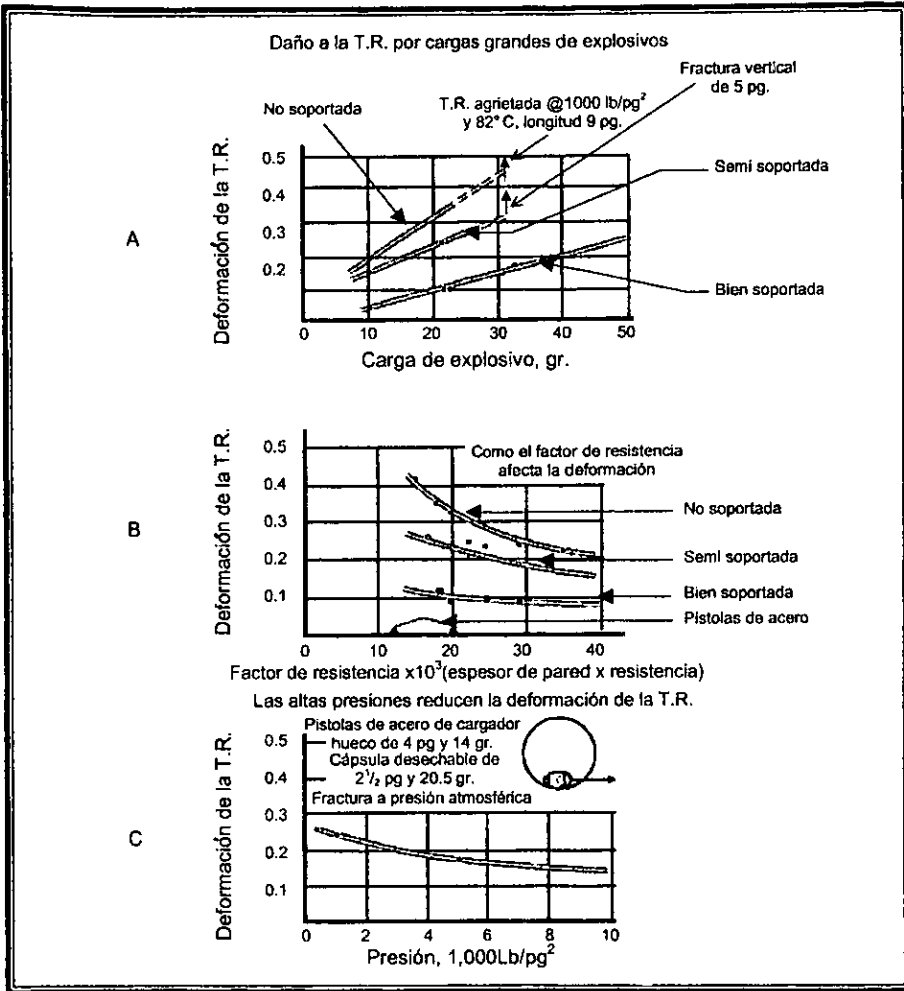 Daño a la T.R. por cargas grandes de explosivos
Fractura vertical
de 5 pg.
No soportada
T.R. agrietada @1000 lb/pg²
y 82° C, longitud 9 pg.
Semi soportada
Bien soportada
A
Deformación de la T.R.
0.5
0.4
0.3
0.2
0 10 20 30 40 50
Carga de explosivo, gr.
B
Deformación de la T.R.
0.5
0.4
0.3
0.2
0.1
Como el factor de resistencia
afecta la deformación
No soportada
Semi soportada
Bien soportada
Pistolas de acero
0 10 20 30 40
Factor de resistencia x10³(espesor de pared x resistencia)
Las altas presiones reducen la deformación de la T.R.
C
Deformación de la T.R.
0.5
0.4
0.3
0.2
0.1
Pistolas de acero de cargador
hueco de 4 pg y 14 gr.
Cápsula desechable de
2 1/2 pg y 20.5 gr.
Fractura a presión atmosférica
0 2 4 6 8 10
Presión, 1,000Lb/pg²